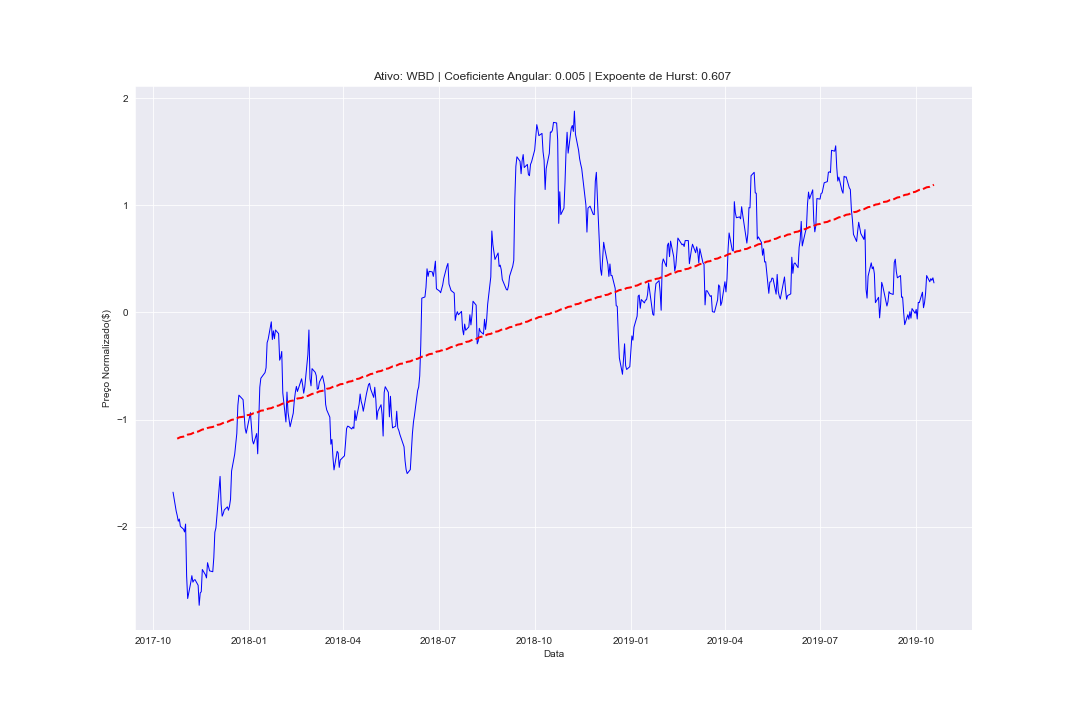 Ativo: WBD | Coeficiente Angular: 0.005 | Expoente de Hurst: 0.607
Preço Normalizado($)
2
1
0
−1
−2
2017-10 2018-01 2018-04 2018-07 2018-10 2019-01 2019-04 2019-07 2019-10
Data